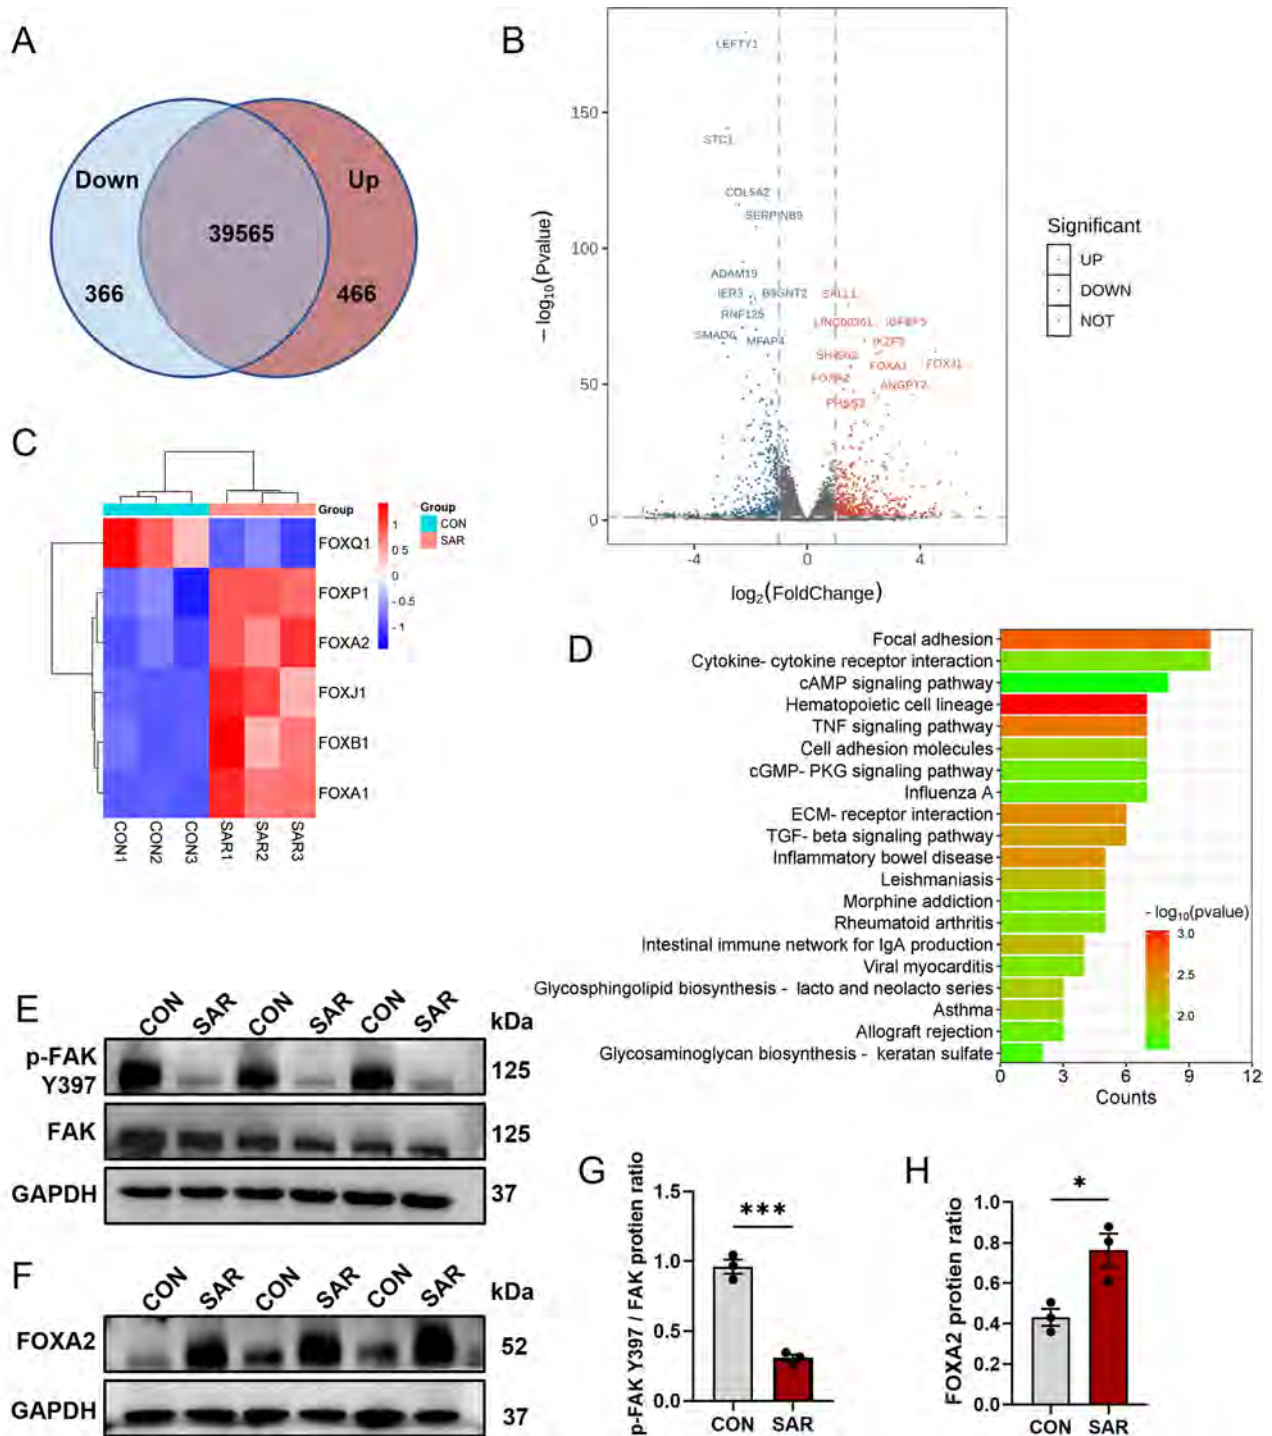 A
Down
Up
39565
366
466
B
LEFTY1
STC1
COL5A2
SERPINB9
ADAM19
IER3
B3GNT2
SALL1
RNF125
SMAD6
MFAP4
FOXA1
FOXJ1
FOXA2
ANGPT2
150
100
50
0
-4
0
4
−log10(Pvalue)
log2(FoldChange)
Significant
UP
DOWN
NOT
C
Group
1
0.5
0
-0.5
-1
Group
CON
SAR
FOXQ1
FOXP1
FOXA2
FOXJ1
FOXB1
FOXA1
CON1
CON2
CON3
SAR1
SAR2
SAR3
D
Focal adhesion
Cytokine- cytokine receptor interaction
cAMP signaling pathway
Hematopoietic cell lineage
TNF signaling pathway
Cell adhesion molecules
cGMP- PKG signaling pathway
Influenza A
ECM- receptor interaction
TGF- beta signaling pathway
Inflammatory bowel disease
Leishmaniasis
Morphine addiction
Rheumatoid arthritis
Intestinal immune network for IgA production
Viral myocarditis
Glycosphingolipid biosynthesis - lacto and neolacto series
Asthma
Allograft rejection
Glycosaminoglycan biosynthesis - keratan sulfate
- log10(pvalue)
3.0
2.5
2.0
0 3 6 9 12
Counts
E
CON SAR CON SAR CON SAR
kDa
p-FAK
Y397
125
FAK
125
GAPDH
37
F
CON SAR CON SAR CON SAR
kDa
FOXA2
52
GAPDH
37
G
p-FAK Y397 / FAK protien ratio
1.5
1.0
0.5
0.0
***
CON SAR
H
FOXA2 protien ratio
1.0
0.8
0.6
0.4
0.2
0.0
*
CON SAR